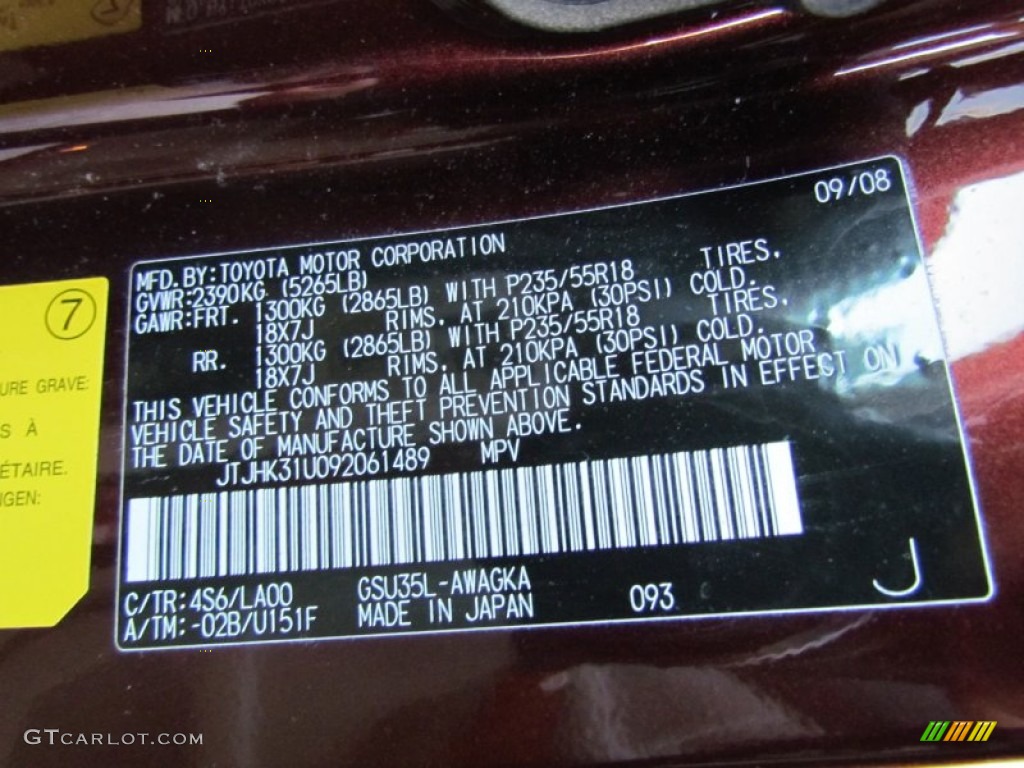 09/08
MFD.BY:TOYOTA MOTOR CORPORATION
GVWR:2390KG (5265LB)
GAWR:FRT. 1300KG (2865LB) WITH P235/55R18 TIRES,
18X7J RIMS, AT 210KPA (30PSI) COLD.
RR. 1300KG (2865LB) WITH P235/55R18 TIRES,
18X7J RIMS, AT 210KPA (30PSI) COLD.
THIS VEHICLE CONFORMS TO ALL APPLICABLE FEDERAL MOTOR
VEHICLE SAFETY AND THEFT PREVENTION STANDARDS IN EFFECT ON
THE DATE OF MANUFACTURE SHOWN ABOVE.
JTJHK31U092061489 MPV
C/TR:4S6/LA00 GSU35L-AWAGKA
A/TM:-02B/U151F MADE IN JAPAN 093
J
7
URE GRAVE:
S À
ÉTAIRE.
GEN:
GTCARLOT.COM